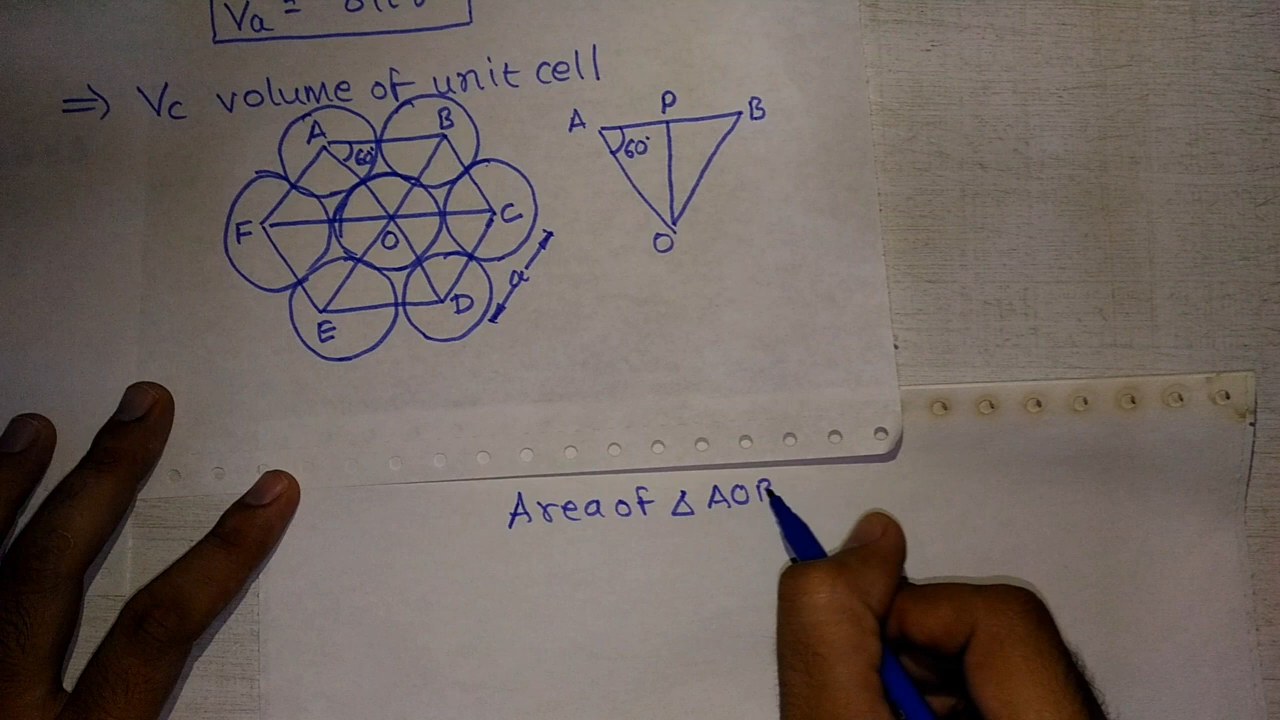 Va =
⇒ Vc volume of unit cell
A B 60° F O C E D a
A P B 60° O
Area of Δ AOB